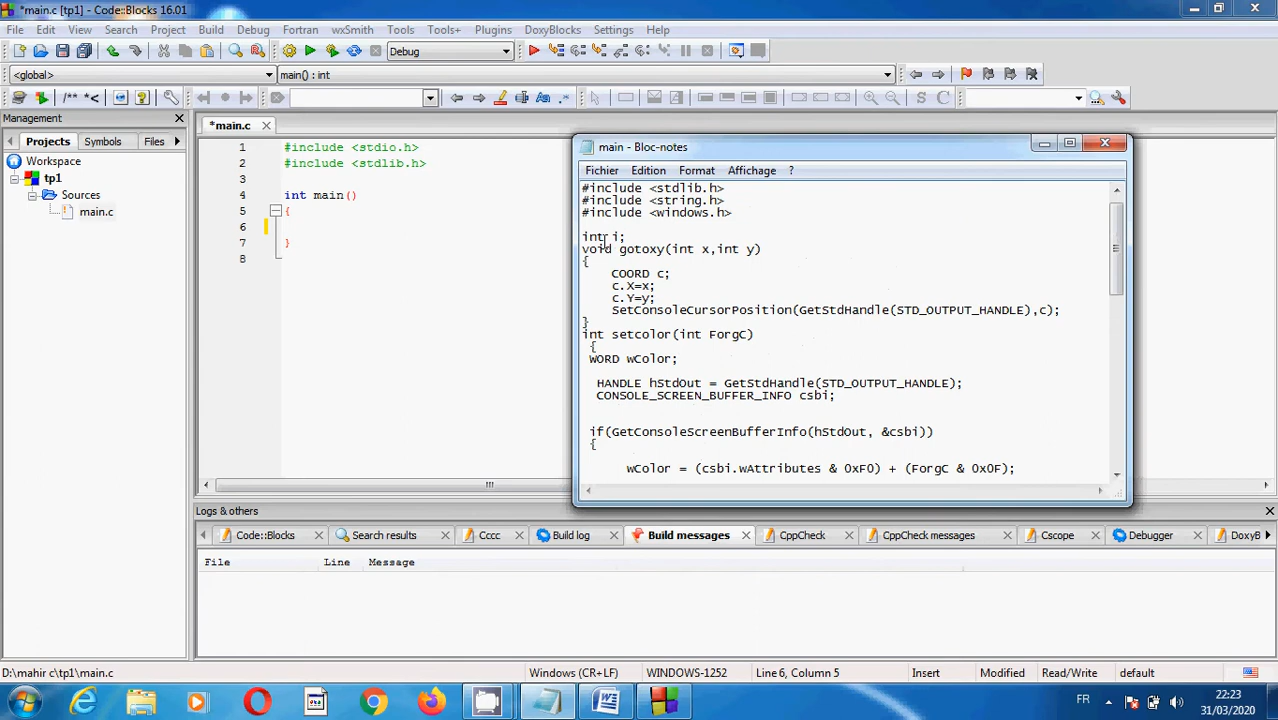 *main.c [tp1] - Code::Blocks 16.01
File Edit View Search Project Build Debug Fortran wxSmith Tools Tools+ Plugins DoxyBlocks Settings Help
Debug
<global> main() : int
/** *<
S C
Management
Projects Symbols Files
Workspace
tp1
Sources
main.c
*main.c
1 #include <stdio.h>
2 #include <stdlib.h>
3
4 int main()
5 {
6
7 }
8
main - Bloc-notes
Fichier Edition Format Affichage ?
#include <stdlib.h>
#include <string.h>
#include <windows.h>
int i;
void gotoxy(int x,int y)
{
COORD c;
c.X=x;
c.Y=y;
SetConsoleCursorPosition(GetStdHandle(STD_OUTPUT_HANDLE),c);
}
int setcolor(int ForgC)
{
WORD wColor;
HANDLE hStdOut = GetStdHandle(STD_OUTPUT_HANDLE);
CONSOLE_SCREEN_BUFFER_INFO csbi;
if(GetConsoleScreenBufferInfo(hStdOut, &csbi))
{
wColor = (csbi.wAttributes & 0xF0) + (ForgC & 0x0F);
Logs & others
Code::Blocks Search results Cccc Build log Build messages CppCheck CppCheck messages Cscope Debugger DoxyB
File Line Message
D:\mahir c\tp1\main.c Windows (CR+LF) WINDOWS-1252 Line 6, Column 5 Insert Modified Read/Write default
FR
22:23
31/03/2020